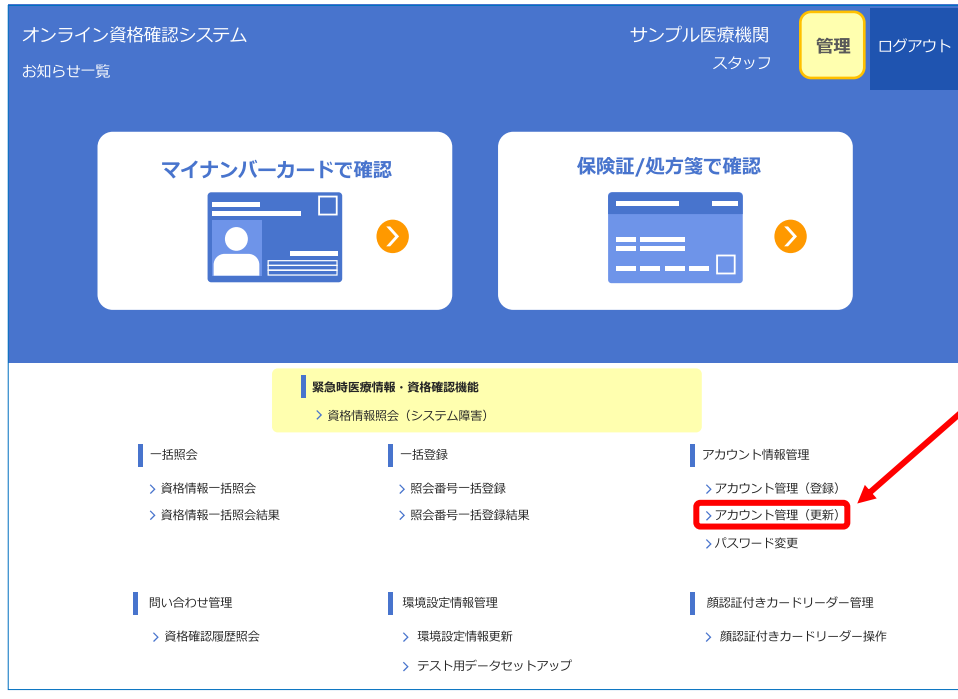 オンライン資格確認システム
サンプル医療機関
管理
ログアウト
お知らせ一覧
スタッフ
マイナンバーカードで確認
保険証/処方箋で確認
緊急時医療情報・資格確認機能
資格情報照会（システム障害）
一括照会
資格情報一括照会
資格情報一括照会結果
一括登録
照会番号一括登録
照会番号一括登録結果
アカウント情報管理
アカウント管理（登録）
アカウント管理（更新）
パスワード変更
問い合わせ管理
資格確認履歴照会
環境設定情報管理
環境設定情報更新
テスト用データセットアップ
顔認証付きカードリーダー管理
顔認証付きカードリーダー操作